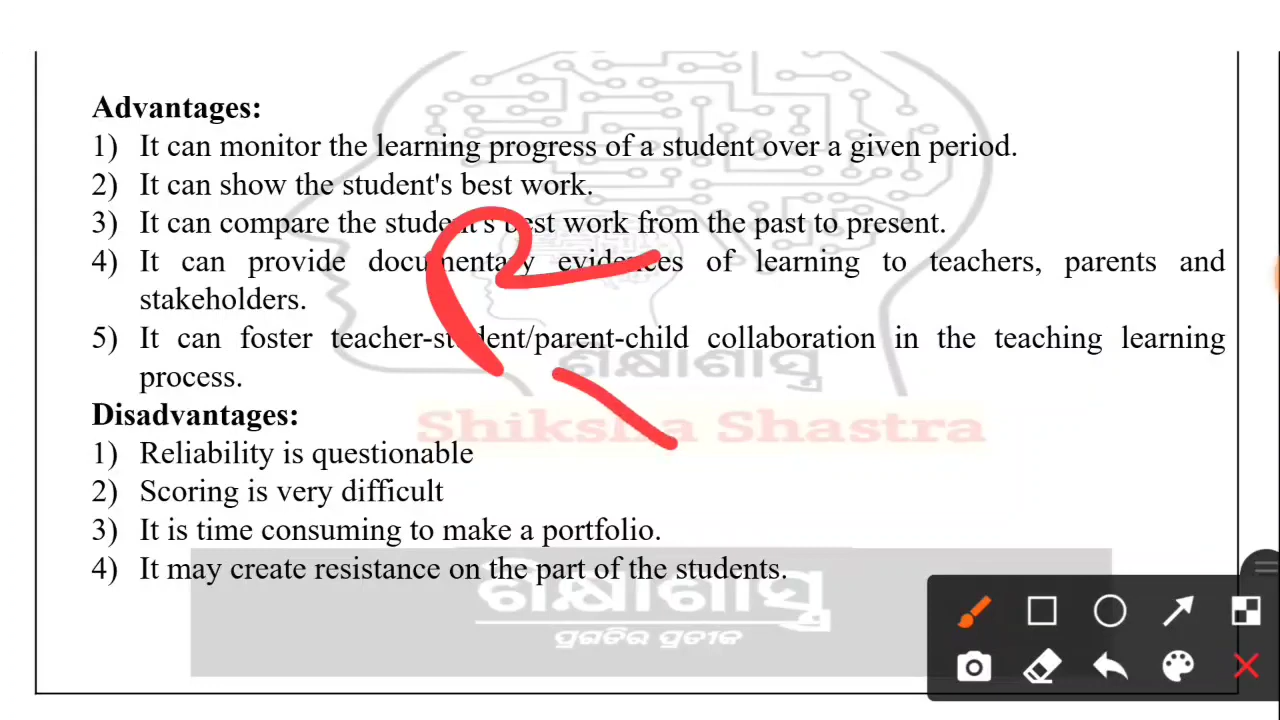 Advantages:
1) It can monitor the learning progress of a student over a given period.
2) It can show the student's best work.
3) It can compare the student's best work from the past to present.
4) It can provide documentary evidences of learning to teachers, parents and
stakeholders.
5) It can foster teacher-student/parent-child collaboration in the teaching learning
process.
ଶିକ୍ଷାଶାସ୍ତ୍ର
Disadvantages:
Shiksha Shastra
1) Reliability is questionable
2) Scoring is very difficult
3) It is time consuming to make a portfolio.
4) It may create resistance on the part of the students.
ଶିକ୍ଷାଶାସ୍ତ୍ର
ପ୍ରଗତିର ପ୍ରତୀକ